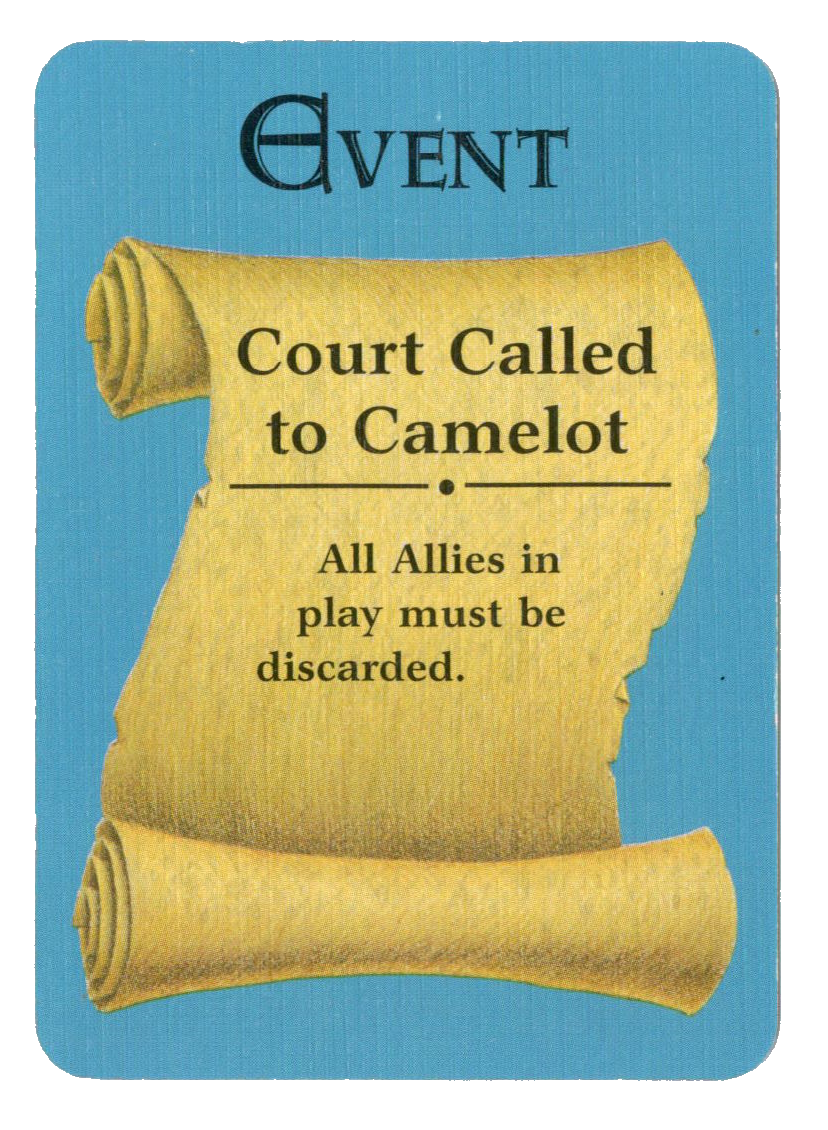 EVENT
Court Called
to Camelot
All Allies in
play must be
discarded.